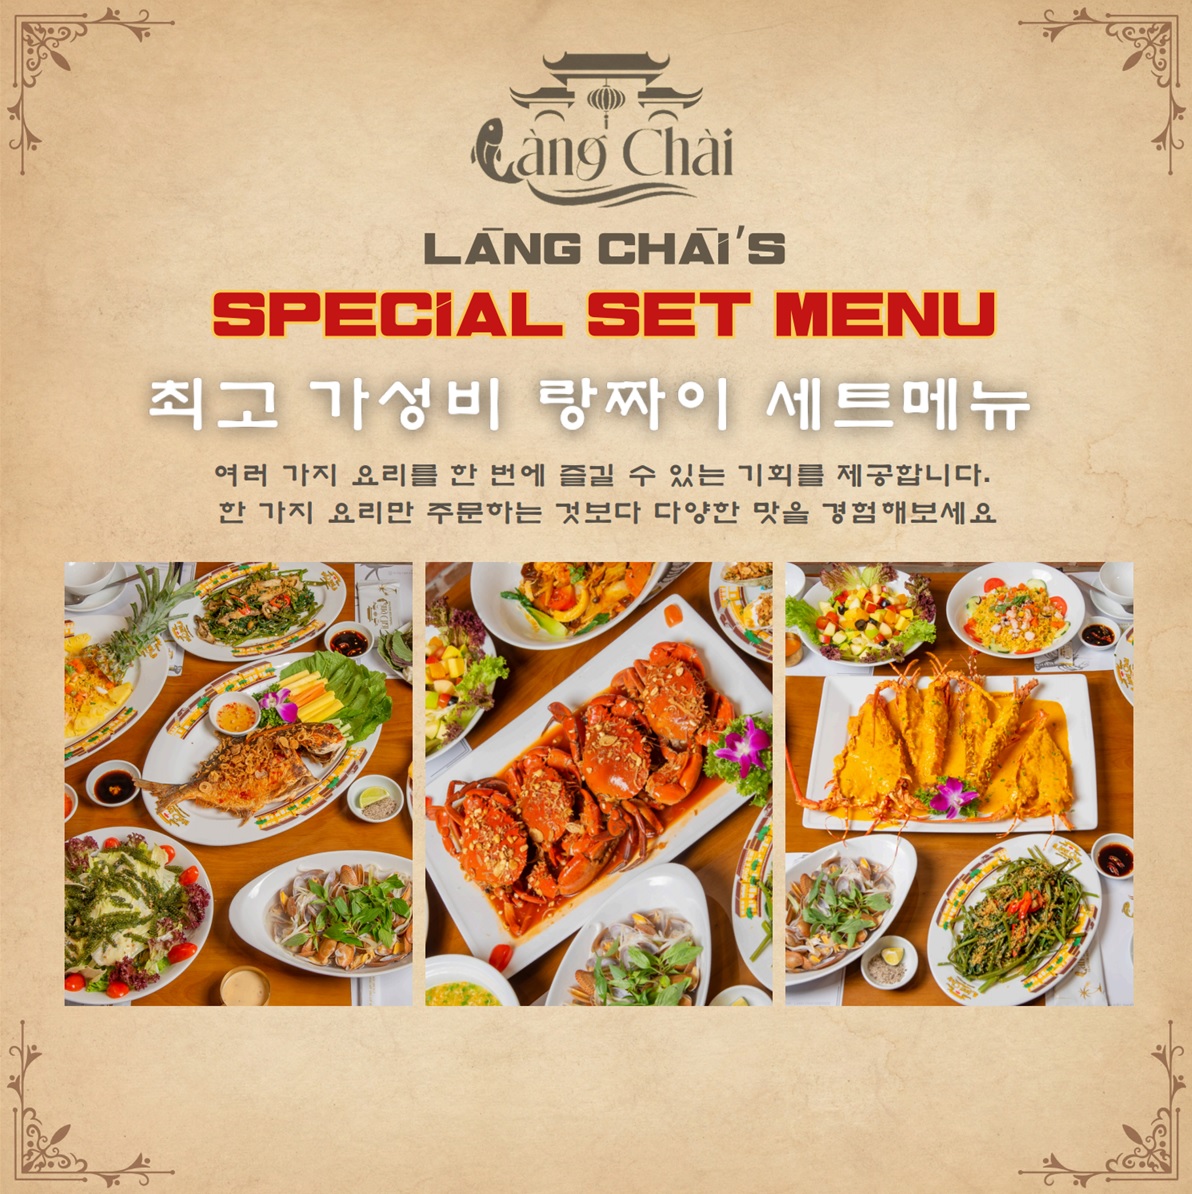 Làng Chài
LÀNG CHÀI'S
SPECIAL SET MENU
최고 가성비 랑짜이 세트메뉴
여러 가지 요리를 한 번에 즐길 수 있는 기회를 제공합니다.
한 가지 요리만 주문하는 것보다 다양한 맛을 경험해보세요